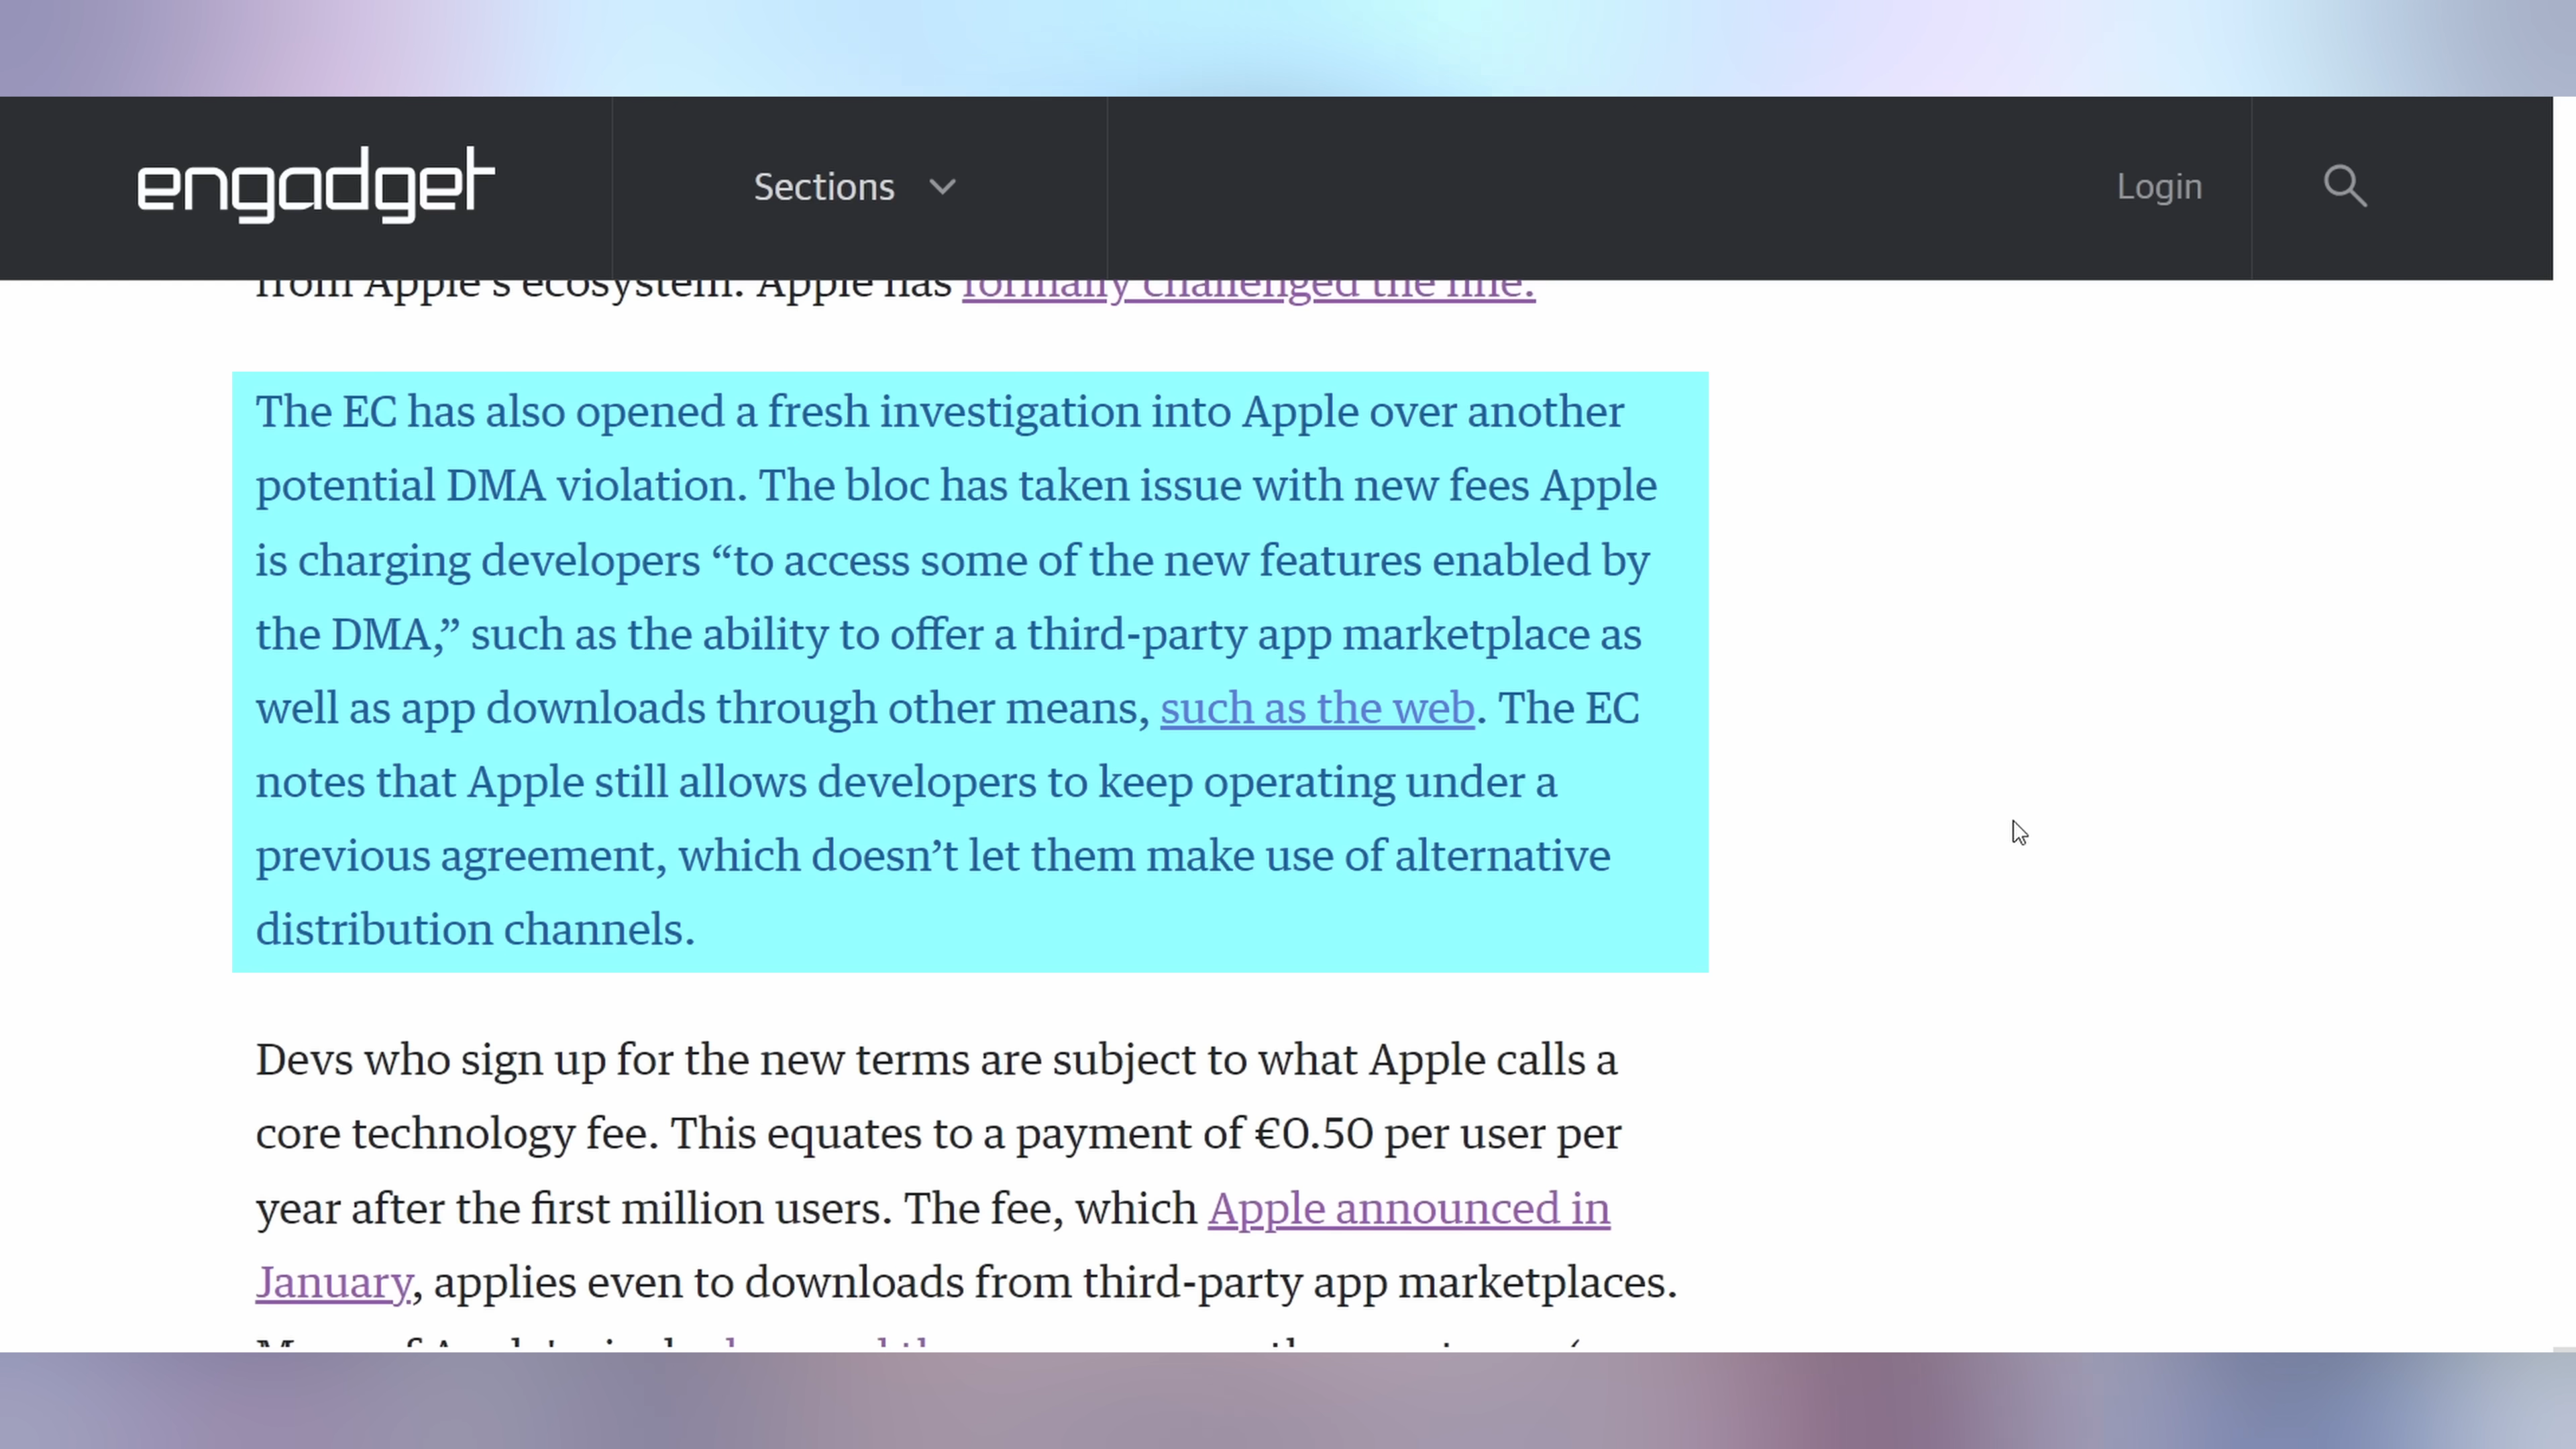 engadget
Sections
Login
from Apple's ecosystem. Apple has formally challenged the fine.
The EC has also opened a fresh investigation into Apple over another
potential DMA violation. The bloc has taken issue with new fees Apple
is charging developers “to access some of the new features enabled by
the DMA,” such as the ability to offer a third-party app marketplace as
well as app downloads through other means, such as the web. The EC
notes that Apple still allows developers to keep operating under a
previous agreement, which doesn’t let them make use of alternative
distribution channels.
Devs who sign up for the new terms are subject to what Apple calls a
core technology fee. This equates to a payment of €0.50 per user per
year after the first million users. The fee, which Apple announced in
January, applies even to downloads from third-party app marketplaces.